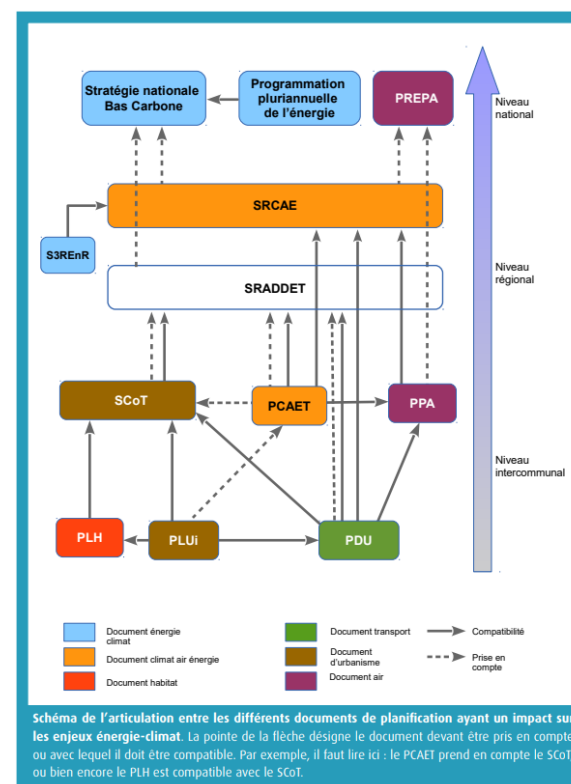 Stratégie nationale
Bas Carbone
Programmation
pluriannuelle
de l'énergie
PREPA
Niveau
national
SRCAE
S3REnR
Niveau
régional
SRADDET
SCoT
PCAET
PPA
Niveau
intercommunal
PLH
PLUi
PDU
Document énergie
climat
Document transport
Compatibilité
Document climat air énergie
Document
d'urbanisme
Prise en
compte
Document habitat
Document air
Schéma de l'articulation entre les différents documents de planification ayant un impact sur
les enjeux énergie-climat. La pointe de la flèche désigne le document devant être pris en compte
ou avec lequel il doit être compatible. Par exemple, il faut lire ici : le PCAET prend en compte le SCoT
ou bien encore le PLH est compatible avec le SCoT.